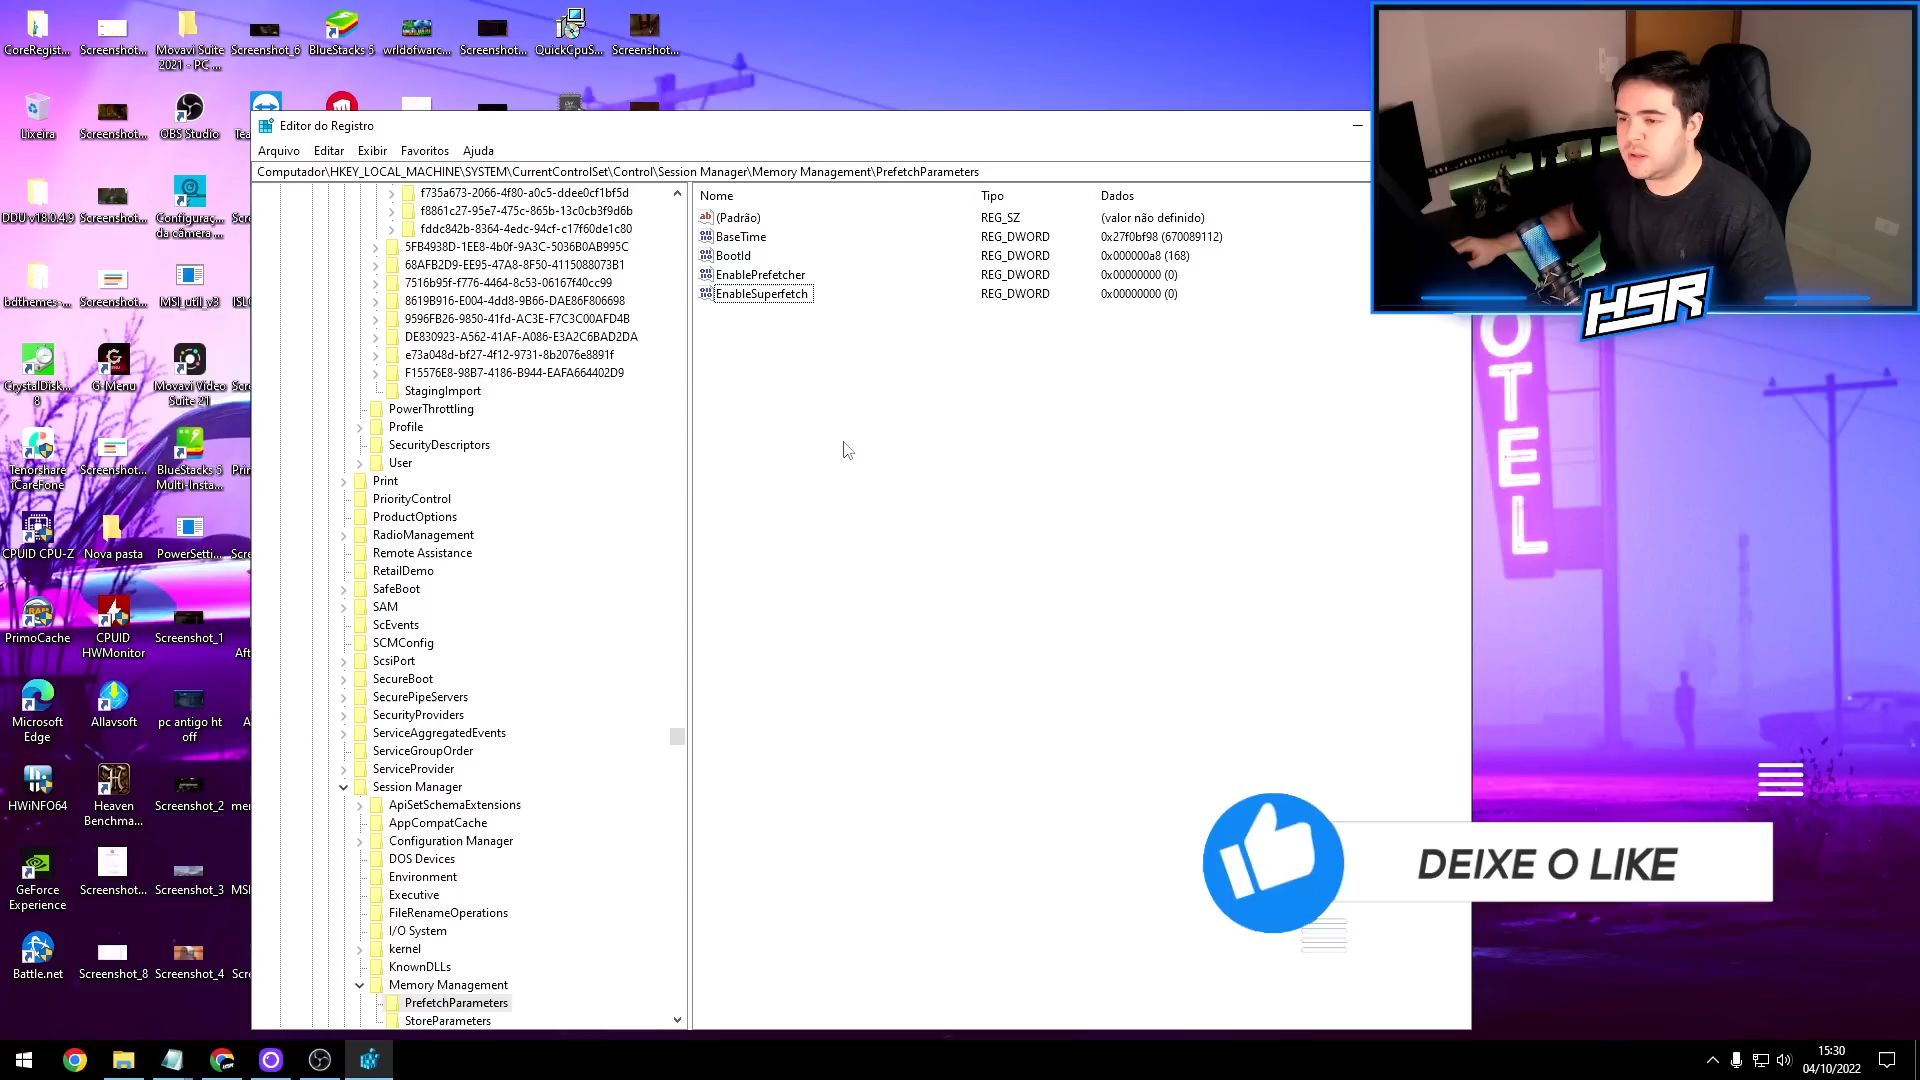 CoreRegist...
Screenshot...
Movavi Suite
2021 - PC ...
Screenshot_6
BlueStacks 5
wrldofwarc...
Screenshot...
QuickCpuS...
Screenshot...
Lixeira
Screenshot...
OBS Studio
Tea
DDU v18.0.4.9
Screenshot...
Configuraç...
da câmera ...
Scr
bdthemes-...
Screenshot...
MSI_util_v3
ISLC
CrystalDisk...
8
G-Menu
Movavi Video
Suite 21
Scre
Tenorshare
iCareFone
Screenshot...
BlueStacks 5
Multi-Insta...
Prin
CPUID CPU-Z
Nova pasta
PowerSetti...
Scre
PrimoCache
CPUID
HWMonitor
Screenshot_1
Aft
Microsoft
Edge
Allavsoft
pc antigo ht
off
A
HWiNFO64
Heaven
Benchma...
Screenshot_2
mer
GeForce
Experience
Screenshot...
Screenshot_3
MSI
Battle.net
Screenshot_8
Screenshot_4
Scre
Editor do Registro
Arquivo Editar Exibir Favoritos Ajuda
Computador\HKEY_LOCAL_MACHINE\SYSTEM\CurrentControlSet\Control\Session Manager\Memory Management\PrefetchParameters
f735a673-2066-4f80-a0c5-ddee0cf1bf5d
f8861c27-95e7-475c-865b-13c0cb3f9d6b
fddc842b-8364-4edc-94cf-c17f60de1c80
5FB4938D-1EE8-4b0f-9A3C-5036B0AB995C
68AFB2D9-EE95-47A8-8F50-4115088073B1
7516b95f-f776-4464-8c53-06167f40cc99
8619B916-E004-4dd8-9B66-DAE86F806698
9596FB26-9850-41fd-AC3E-F7C3C00AFD4B
DE830923-A562-41AF-A086-E3A2C6BAD2DA
e73a048d-bf27-4f12-9731-8b2076e8891f
F15576E8-98B7-4186-B944-EAFA664402D9
StagingImport
PowerThrottling
Profile
SecurityDescriptors
User
Print
PriorityControl
ProductOptions
RadioManagement
Remote Assistance
RetailDemo
SafeBoot
SAM
ScEvents
SCMConfig
ScsiPort
SecureBoot
SecurePipeServers
SecurityProviders
ServiceAggregatedEvents
ServiceGroupOrder
ServiceProvider
Session Manager
ApiSetSchemaExtensions
AppCompatCache
Configuration Manager
DOS Devices
Environment
Executive
FileRenameOperations
I/O System
kernel
KnownDLLs
Memory Management
PrefetchParameters
StoreParameters
Nome Tipo Dados
(Padrão) REG_SZ (valor não definido)
BaseTime REG_DWORD 0x27f0bf98 (670089112)
BootId REG_DWORD 0x000000a8 (168)
EnablePrefetcher REG_DWORD 0x00000000 (0)
EnableSuperfetch REG_DWORD 0x00000000 (0)
HSR
OTEL
DEIXE O LIKE
15:30
04/10/2022